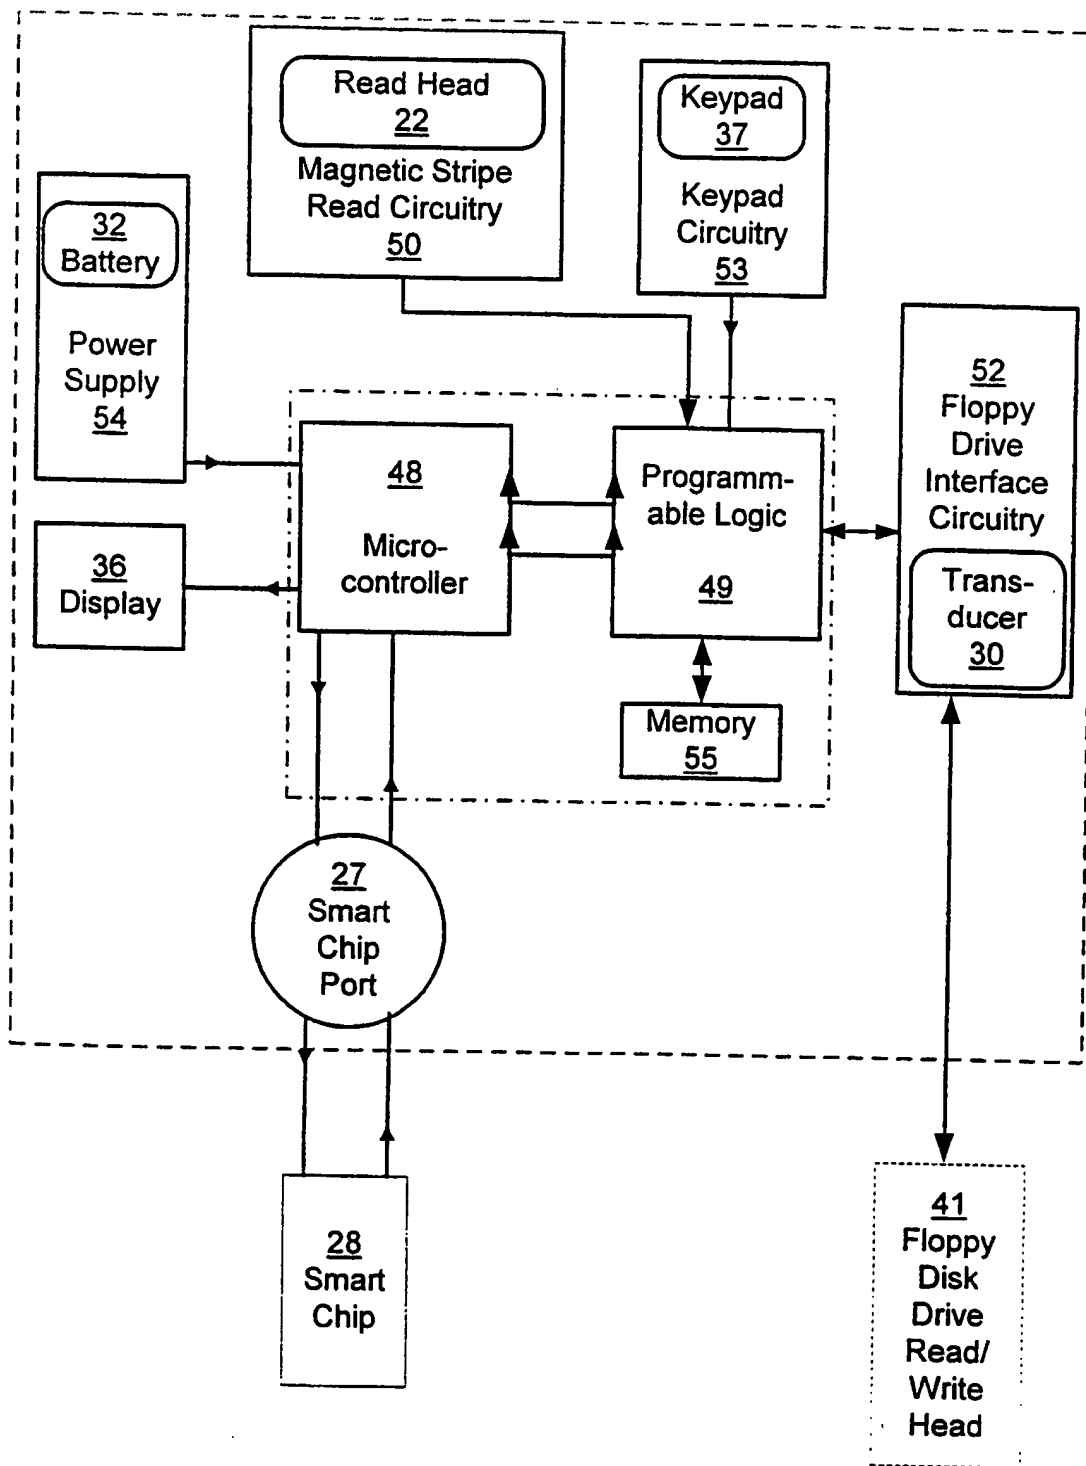 Read Head
22
Magnetic Stripe
Read Circuitry
50
Keypad
37
Keypad
Circuitry
53
32
Battery
Power
Supply
54
48
Micro-
controller
Programm-
able Logic
49
52
Floppy
Drive
Interface
Circuitry
Trans-
ducer
30
36
Display
Memory
55
27
Smart
Chip
Port
28
Smart
Chip
41
Floppy
Disk
Drive
Read/
Write
Head